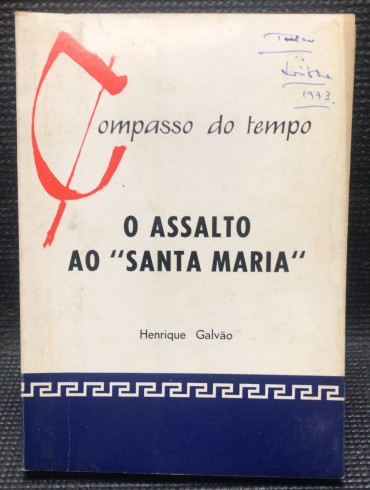 1973.
Compasso do tempo
O ASSALTO
AO "SANTA MARIA"
Henrique Galvão